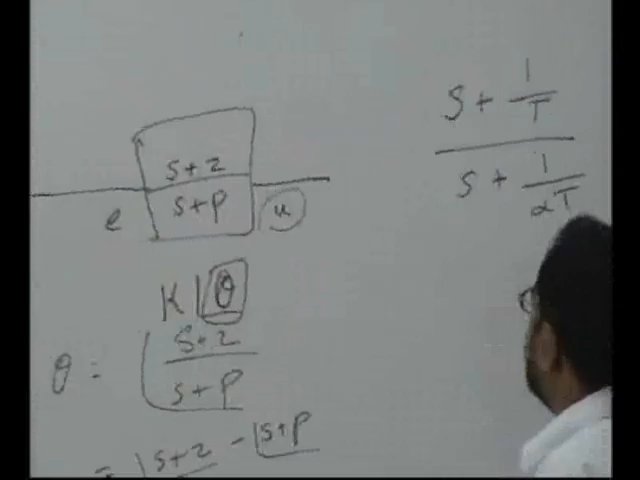 s+z
s+p
e
u
K θ
θ = s+z
s+p
= s+z - s+p
s + 1
T
s + 1
αT